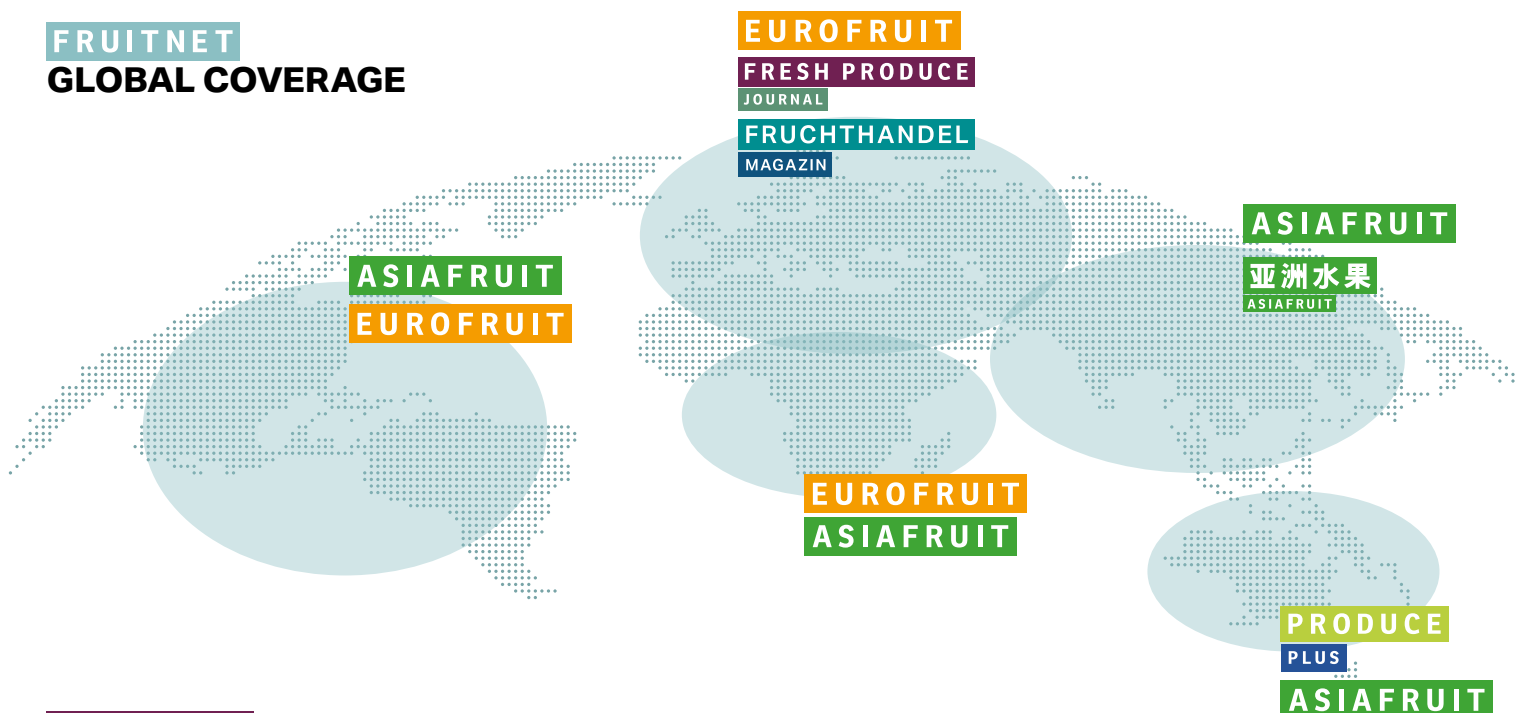 FRUITNET
GLOBAL COVERAGE
EUROFRUIT
FRESH PRODUCE
JOURNAL
FRUCHTHANDEL
MAGAZIN
ASIAFRUIT
EUROFRUIT
ASIAFRUIT
亚洲水果
ASIAFRUIT
EUROFRUIT
ASIAFRUIT
PRODUCE
PLUS
ASIAFRUIT